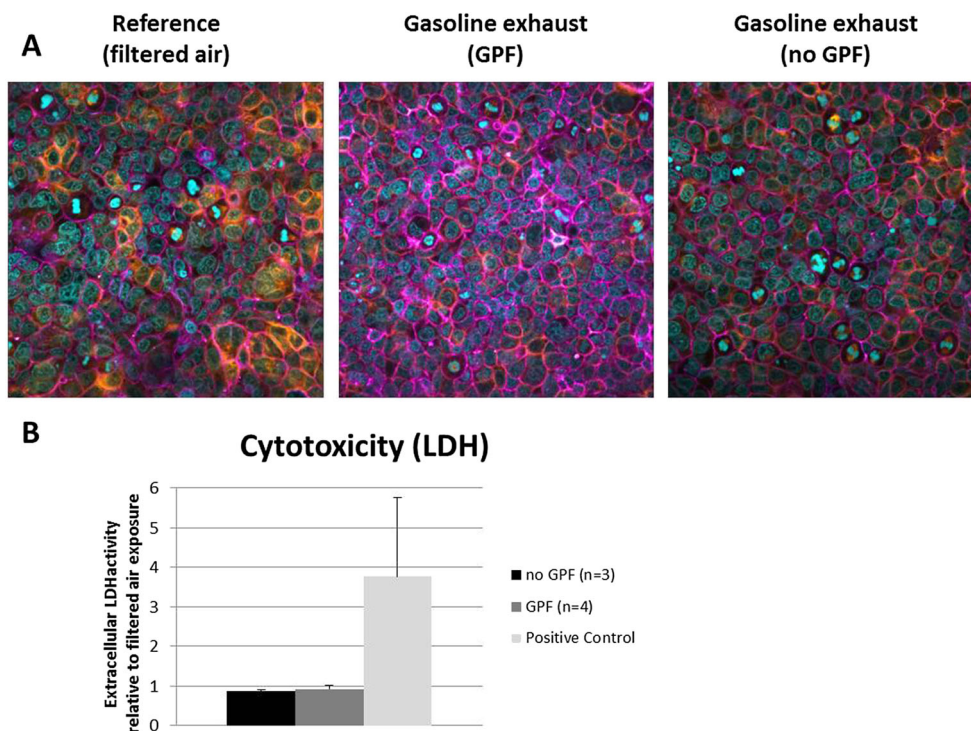 A
Reference
(filtered air)
Gasoline exhaust
(GPF)
Gasoline exhaust
(no GPF)
B
Cytotoxicity (LDH)
Extracellular LDHactivity
relative to filtered air exposure
6
5
4
3
2
1
0
no GPF (n=3)
GPF (n=4)
Positive Control